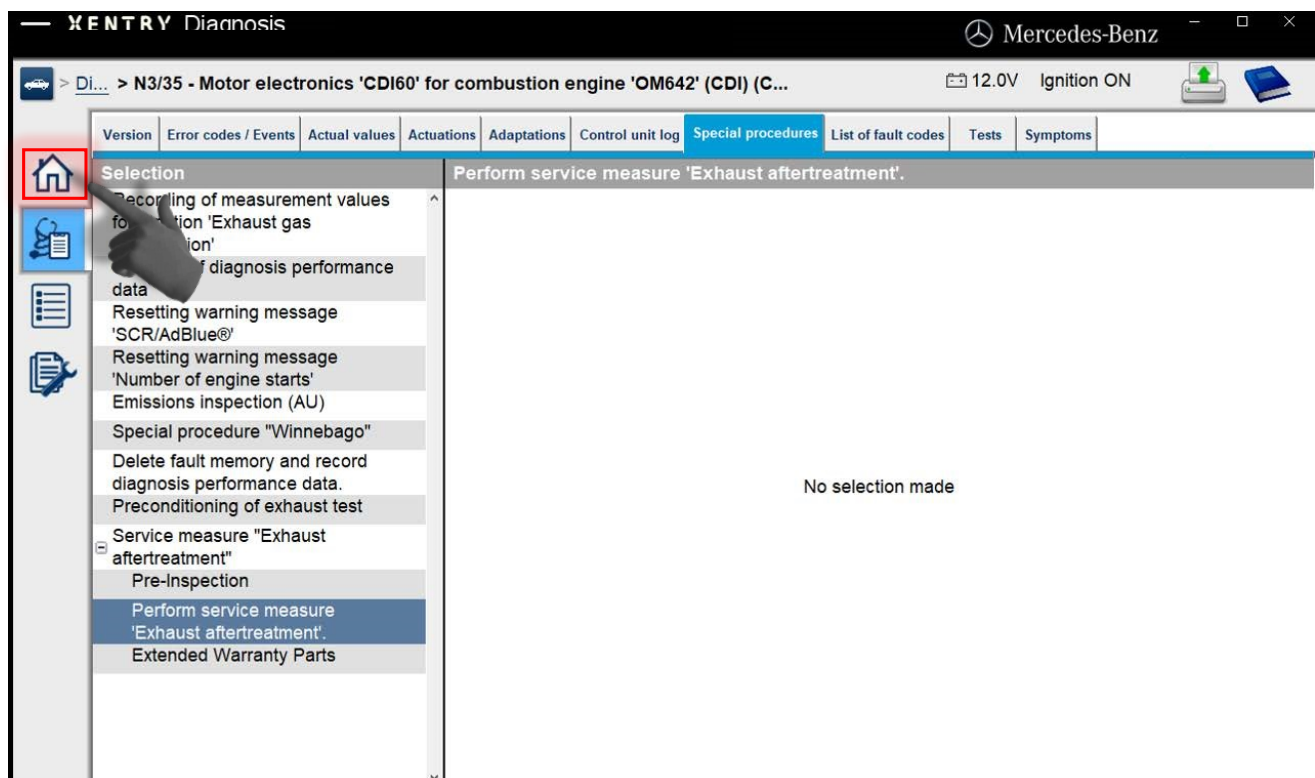 XENTRY Diagnosis
Mercedes-Benz
> Di... > N3/35 - Motor electronics 'CDI60' for combustion engine 'OM642' (CDI) (C...
12.0V Ignition ON
Version Error codes / Events Actual values Actuations Adaptations Control unit log Special procedures List of fault codes Tests Symptoms
Selection
Recording of measurement values
'Exhaust gas
diagnosis performance
data
Resetting warning message
'SCR/AdBlue®'
Resetting warning message
'Number of engine starts'
Emissions inspection (AU)
Special procedure "Winnebago"
Delete fault memory and record
diagnosis performance data.
Preconditioning of exhaust test
Service measure "Exhaust
aftertreatment"
Pre-Inspection
Perform service measure
'Exhaust aftertreatment'.
Extended Warranty Parts
Perform service measure 'Exhaust aftertreatment'.
No selection made